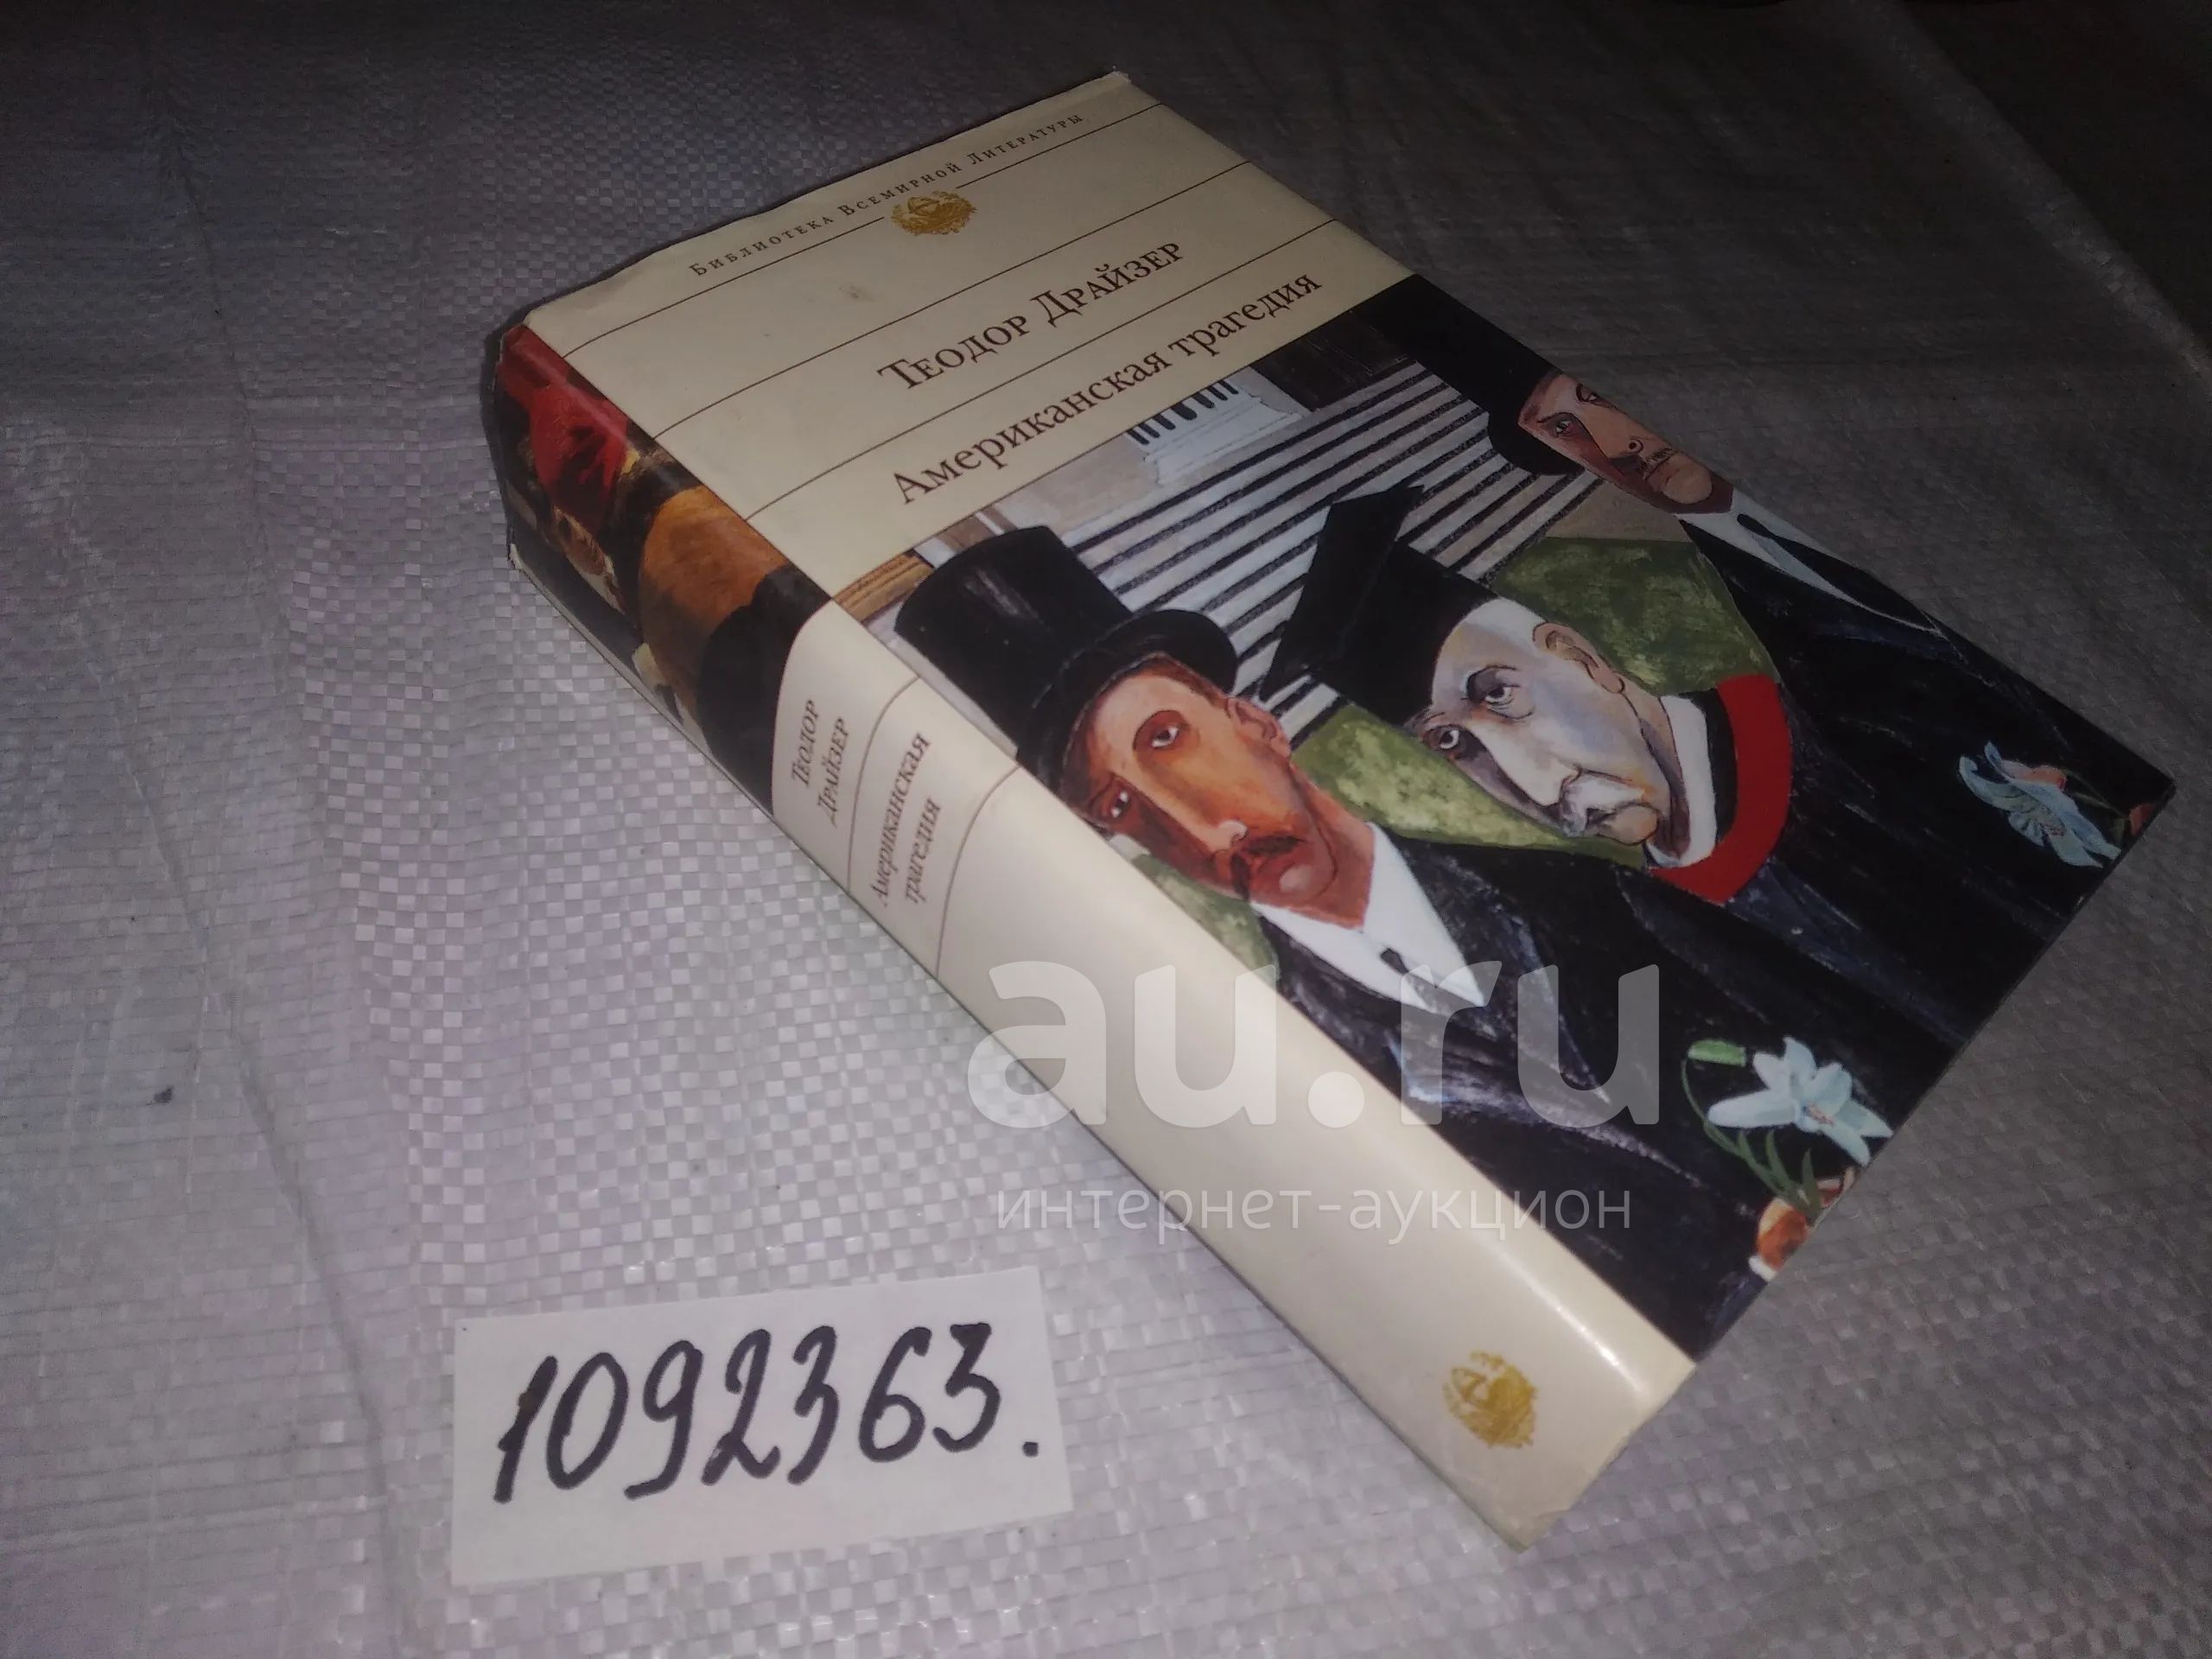 Библиотека Всемирной Литературы
Теодор Драйзер
Американская трагедия
Теодор
Драйзер
Американская
трагедия
au.ru
интернет-аукцион
1092363.